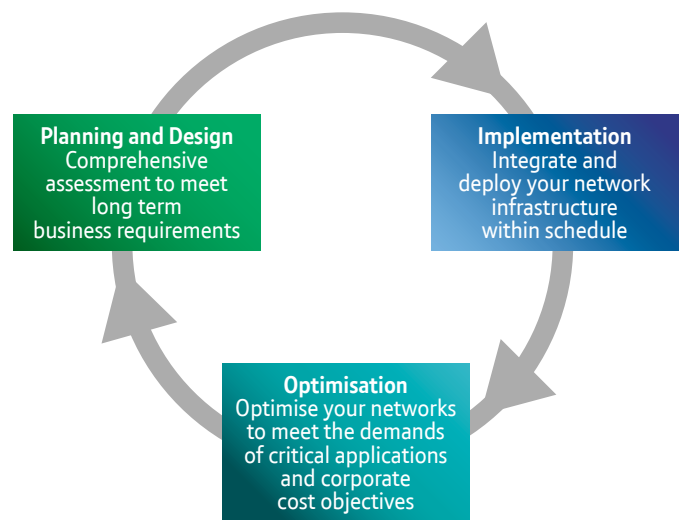 Planning and Design
Comprehensive
assessment to meet
long term
business requirements
Implementation
Integrate and
deploy your network
infrastructure
within schedule
Optimisation
Optimise your networks
to meet the demands
of critical applications
and corporate
cost objectives